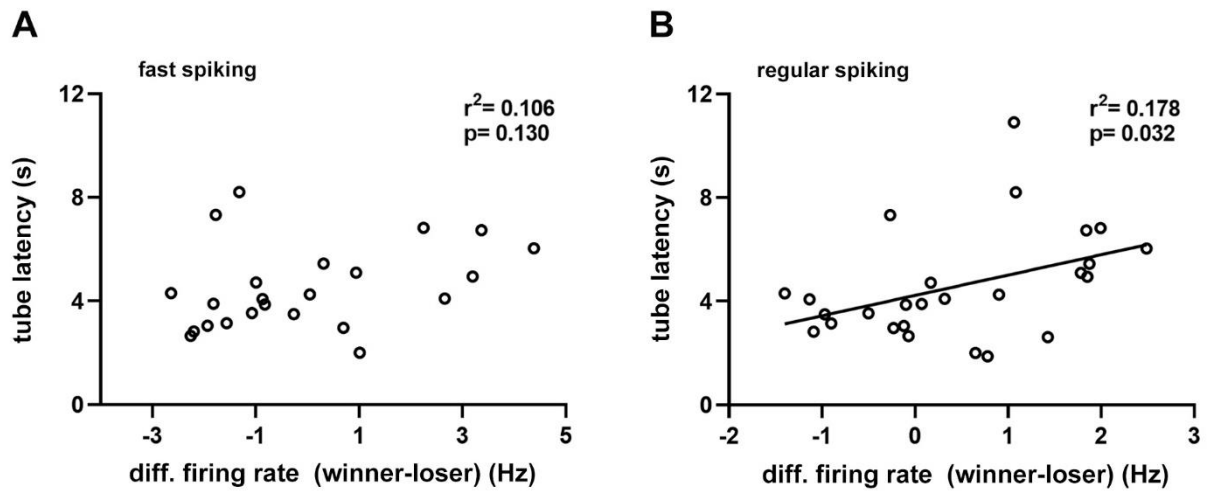 A
fast spiking
r²= 0.106
p= 0.130
tube latency (s)
12
8
4
0
-3 -1 1 3 5
diff. firing rate (winner-loser) (Hz)
B
regular spiking
r²= 0.178
p= 0.032
tube latency (s)
12
8
4
0
-2 -1 0 1 2 3
diff. firing rate (winner-loser) (Hz)